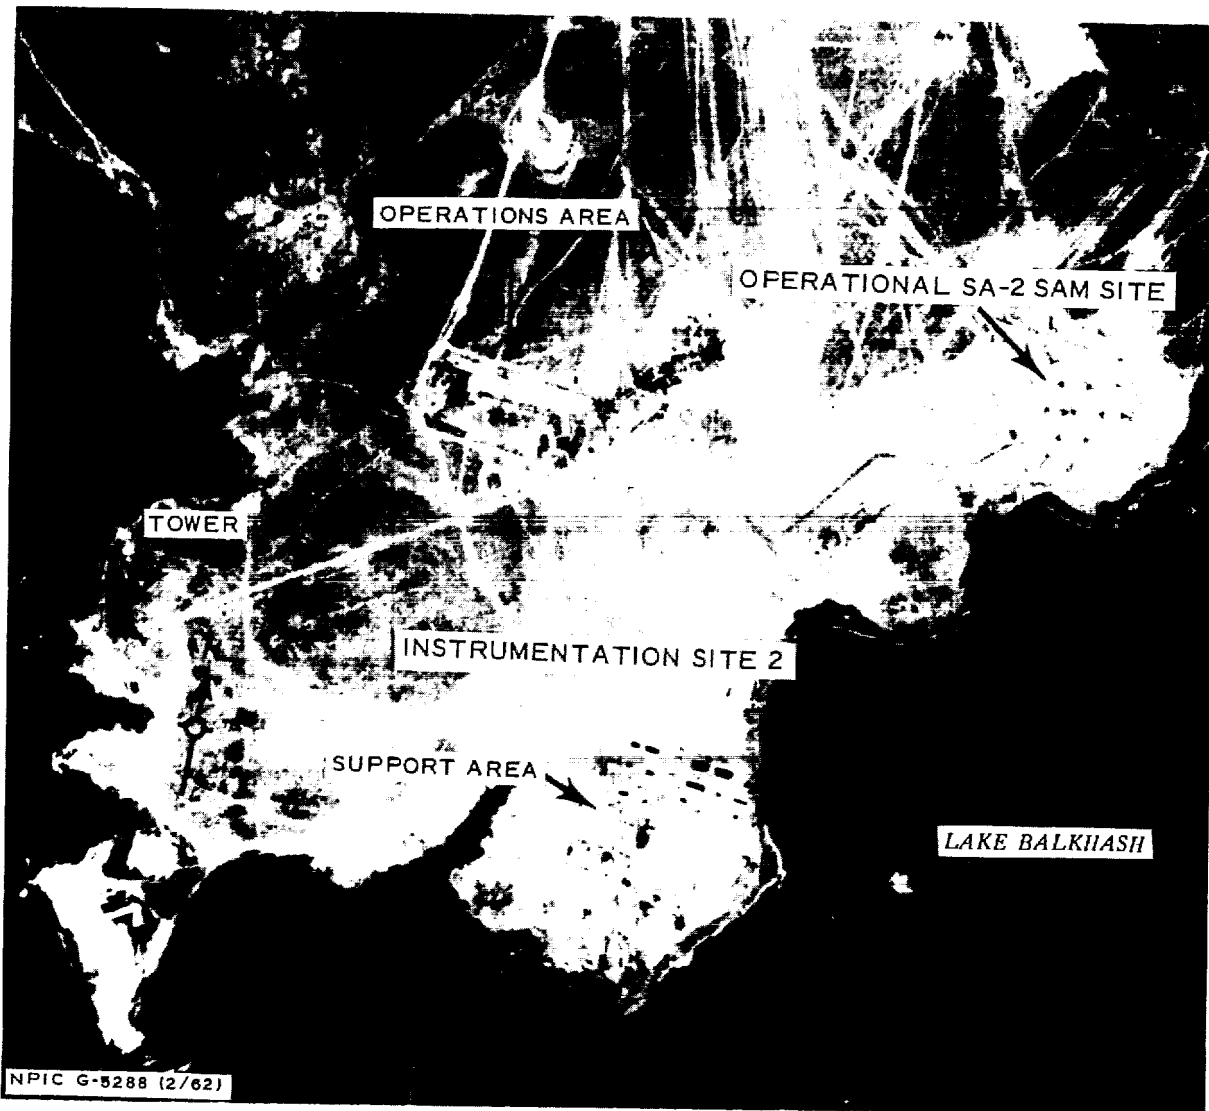 OPERATIONS AREA
OPERATIONAL SA-2 SAM SITE
TOWER
INSTRUMENTATION SITE 2
SUPPORT AREA
LAKE BALKHASH
NPIC G-5288 (2/62)